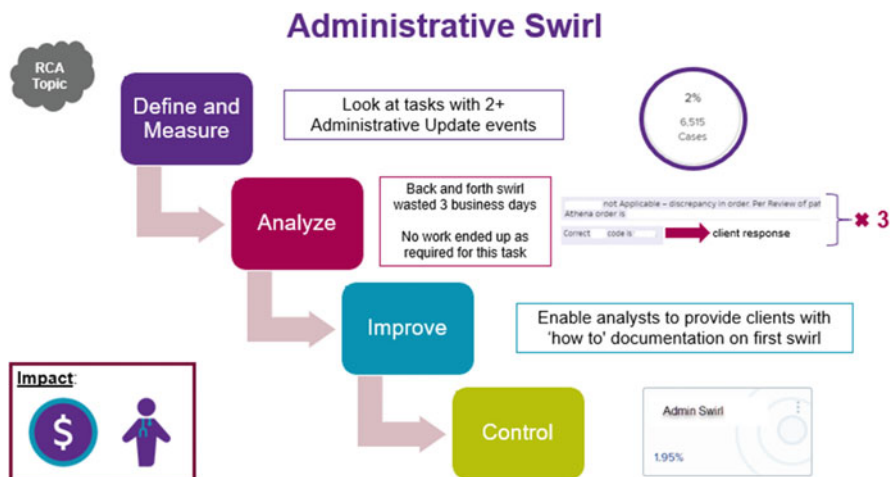 Administrative Swirl
RCA
Topic
Define and
Measure
Look at tasks with 2+
Administrative Update events
2%
6,515
Cases
Analyze
Back and forth swirl
wasted 3 business days
No work ended up as
required for this task
not Applicable – discrepancy in order. Per Review of pat
Athena order is
Correct code is
client response
✖ 3
Improve
Enable analysts to provide clients with
'how to' documentation on first swirl
Impact:
$
Control
Admin Swirl
1.95%